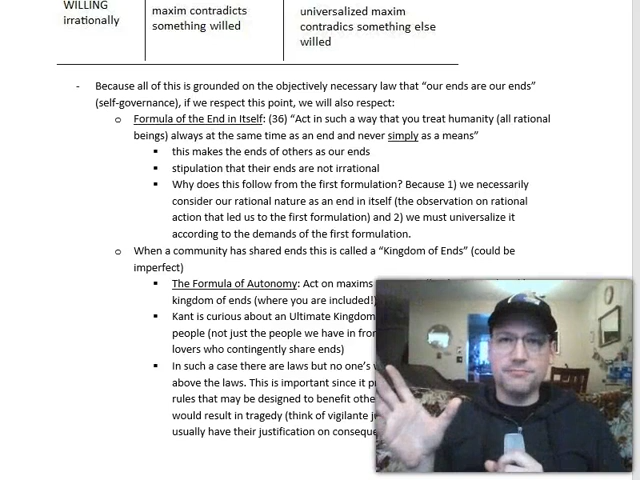 WILLING
irrationally
maxim contradicts
something willed
universalized maxim
contradics something else
willed
- Because all of this is grounded on the objectively necessary law that “our ends are our ends”
(self-governance), if we respect this point, we will also respect:
o Formula of the End in Itself: (36) “Act in such a way that you treat humanity (all rational
beings) always at the same time as an end and never simply as a means”
▪ this makes the ends of others as our ends
▪ stipulation that their ends are not irrational
▪ Why does this follow from the first formulation? Because 1) we necessarily
consider our rational nature as an end in itself (the observation on rational
action that led us to the first formulation) and 2) we must universalize it
according to the demands of the first formulation.
o When a community has shared ends this is called a “Kingdom of Ends” (could be
imperfect)
▪ The Formula of Autonomy: Act on maxims
kingdom of ends (where you are included!)
▪ Kant is curious about an Ultimate Kingdom
people (not just the people we have in fron
lovers who contingently share ends)
▪ In such a case there are laws but no one’s
above the laws. This is important since it p
rules that may be designed to benefit othe
would result in tragedy (think of vigilante j
usually have their justification on conseque